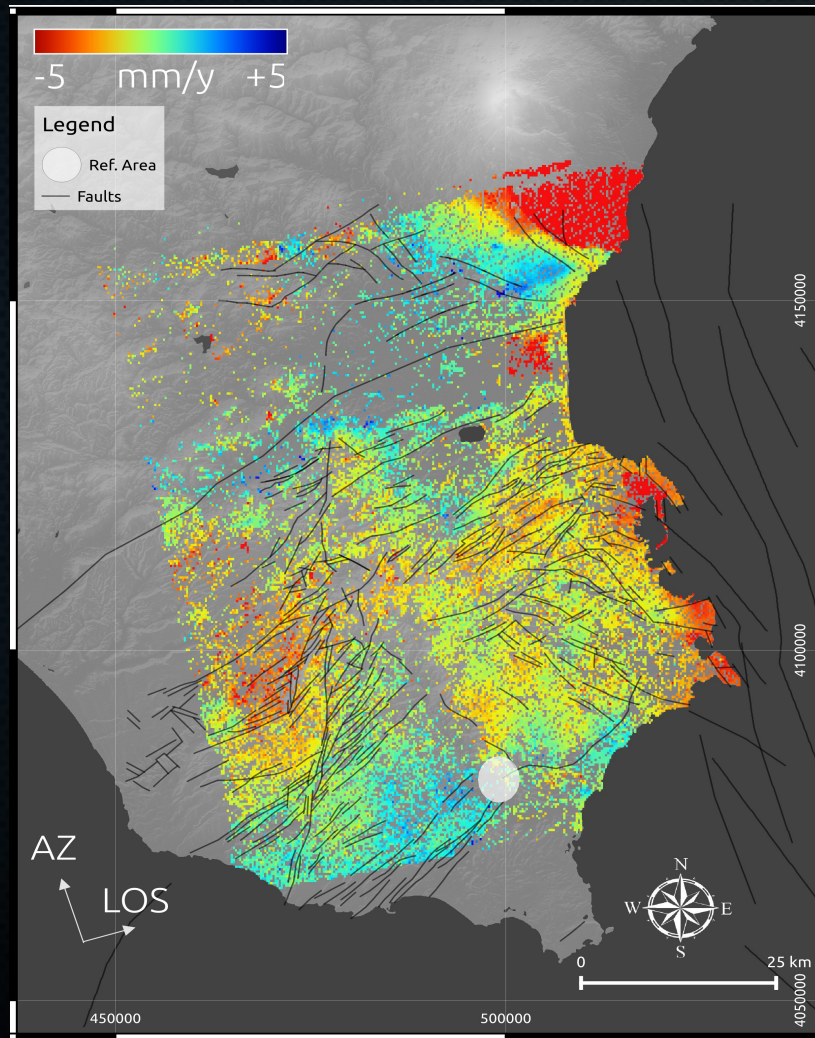 -5 mm/y +5
Legend
Ref. Area
Faults
4150000
4100000
AZ
LOS
N
W E
S
0 25 km
4050000
450000 500000